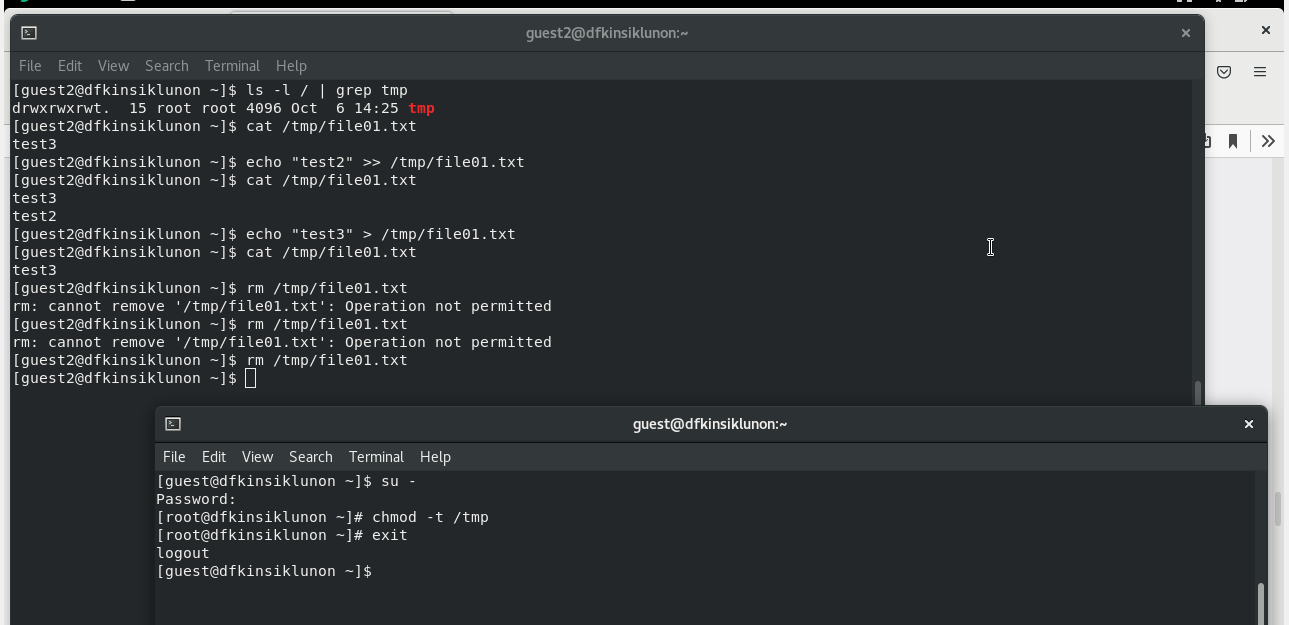 guest2@dfkinsiklunon:~
File Edit View Search Terminal Help
[guest2@dfkinsiklunon ~]$ ls -l / | grep tmp
drwxrwxrwt.  15 root root 4096 Oct  6 14:25 tmp
[guest2@dfkinsiklunon ~]$ cat /tmp/file01.txt
test3
[guest2@dfkinsiklunon ~]$ echo "test2" >> /tmp/file01.txt
[guest2@dfkinsiklunon ~]$ cat /tmp/file01.txt
test3
test2
[guest2@dfkinsiklunon ~]$ echo "test3" > /tmp/file01.txt
[guest2@dfkinsiklunon ~]$ cat /tmp/file01.txt
test3
[guest2@dfkinsiklunon ~]$ rm /tmp/file01.txt
rm: cannot remove '/tmp/file01.txt': Operation not permitted
[guest2@dfkinsiklunon ~]$ rm /tmp/file01.txt
rm: cannot remove '/tmp/file01.txt': Operation not permitted
[guest2@dfkinsiklunon ~]$ rm /tmp/file01.txt
[guest2@dfkinsiklunon ~]$
guest@dfkinsiklunon:~
File Edit View Search Terminal Help
[guest@dfkinsiklunon ~]$ su -
Password:
[root@dfkinsiklunon ~]# chmod -t /tmp
[root@dfkinsiklunon ~]# exit
logout
[guest@dfkinsiklunon ~]$